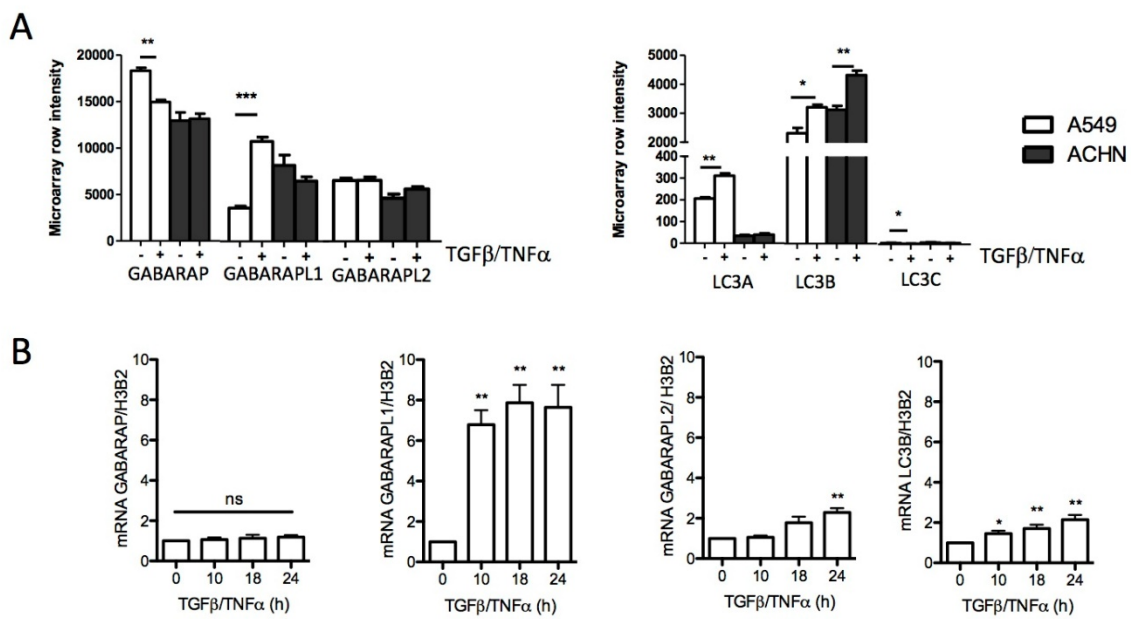 A
Microarray row intensity
20000
15000
10000
5000
0
**
***
- + - + - + - + - + - +
TGFβ/TNFα
GABARAP GABARAPL1 GABARAPL2
Microarray row intensity
5000
4000
3000
2000
400
300
200
100
0
**
*
**
*
- + - + - + - + - + - +
TGFβ/TNFα
LC3A LC3B LC3C
A549
ACHN
B
mRNA GABARAP/H3B2
10
8
6
4
2
0
ns
0 10 18 24
TGFβ/TNFα (h)
mRNA GABARAPL1/H3B2
10
8
6
4
2
0
** ** **
0 10 18 24
TGFβ/TNFα (h)
mRNA GABARAPL2/ H3B2
10
8
6
4
2
0
**
0 10 18 24
TGFβ/TNFα (h)
mRNA LC3B/H3B2
10
8
6
4
2
0
* ** **
0 10 18 24
TGFβ/TNFα (h)